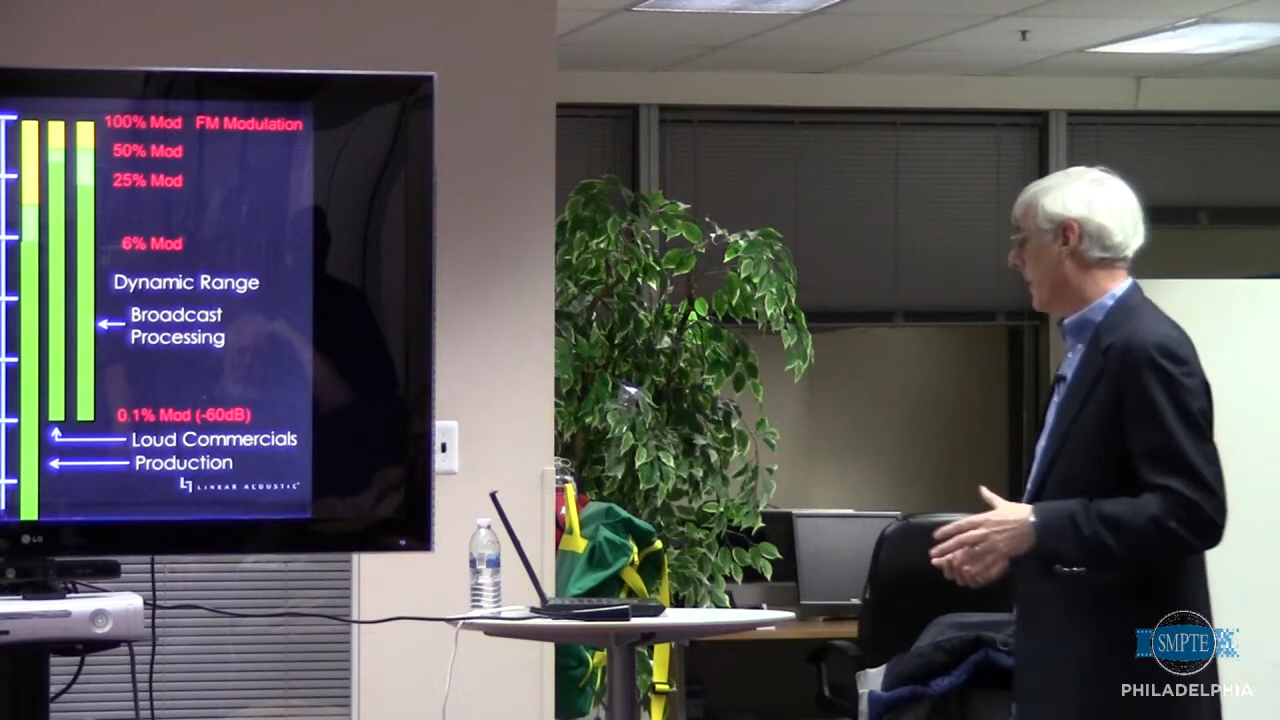 100% Mod FM Modulation
50% Mod
25% Mod
6% Mod
Dynamic Range
Broadcast
Processing
0.1% Mod (-60dB)
Loud Commercials
Production
LINEAR ACOUSTIC
LG
SMPTE
PHILADELPHIA